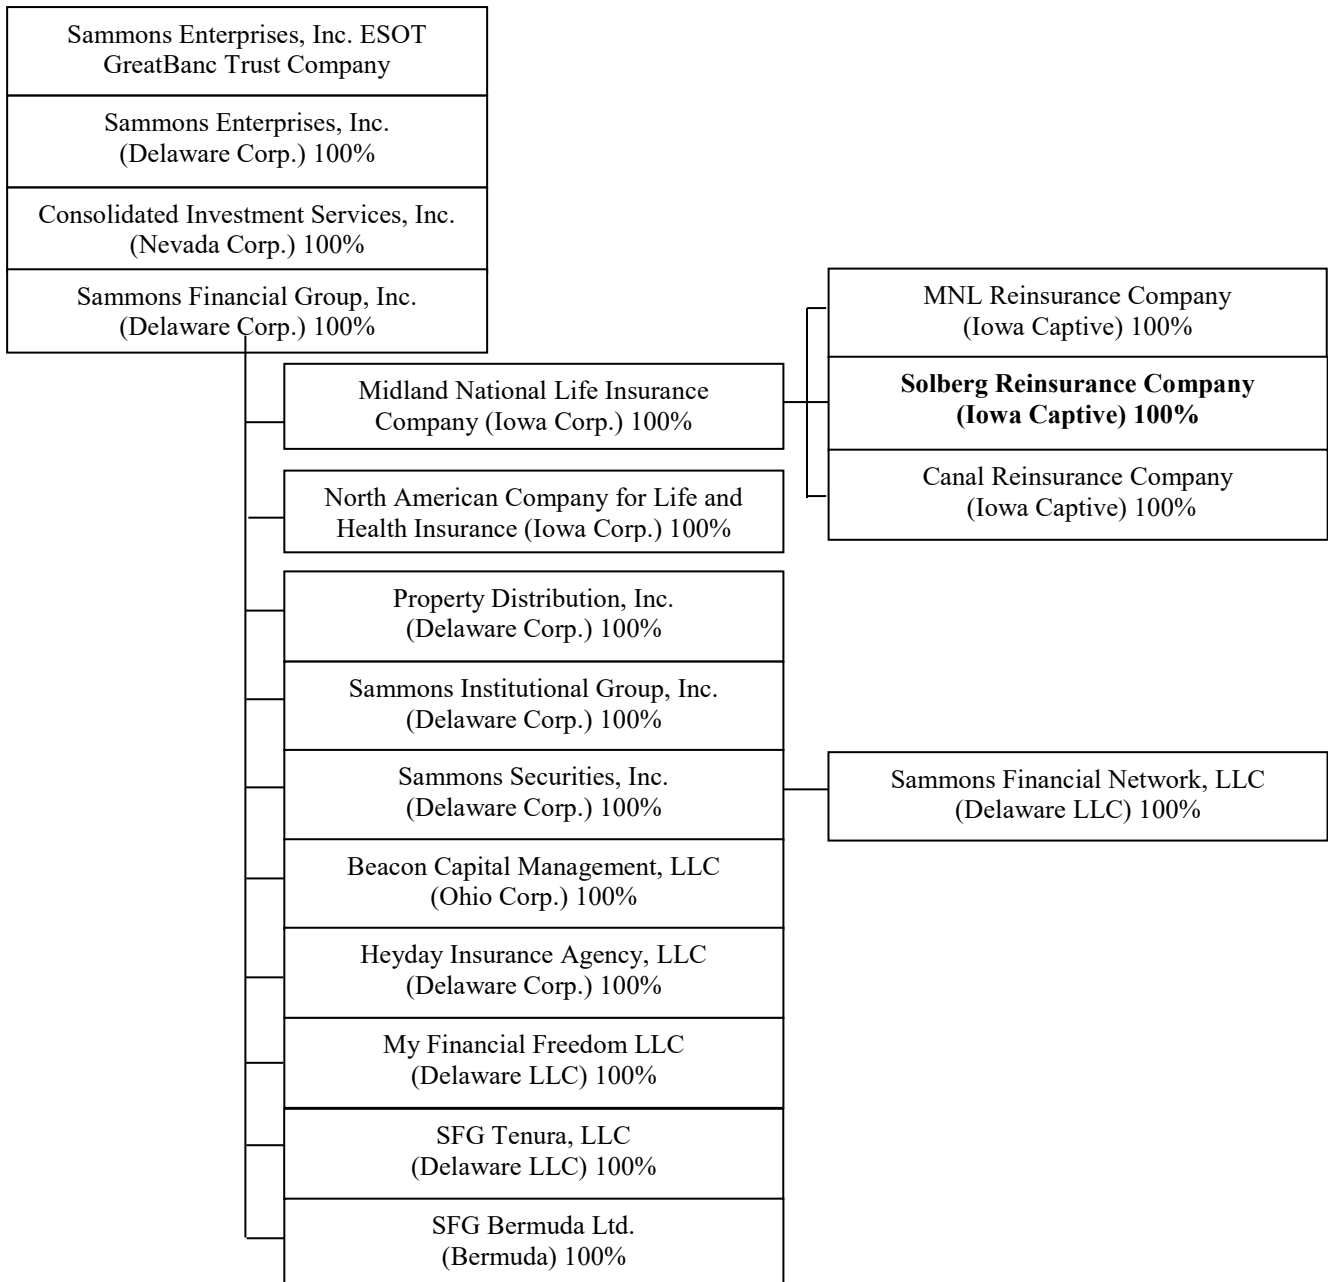 Sammons Enterprises, Inc. ESOT
GreatBanc Trust Company
Sammons Enterprises, Inc.
(Delaware Corp.) 100%
Consolidated Investment Services, Inc.
(Nevada Corp.) 100%
Sammons Financial Group, Inc.
(Delaware Corp.) 100%
Midland National Life Insurance
Company (Iowa Corp.) 100%
MNL Reinsurance Company
(Iowa Captive) 100%
Solberg Reinsurance Company
(Iowa Captive) 100%
Canal Reinsurance Company
(Iowa Captive) 100%
North American Company for Life and
Health Insurance (Iowa Corp.) 100%
Property Distribution, Inc.
(Delaware Corp.) 100%
Sammons Institutional Group, Inc.
(Delaware Corp.) 100%
Sammons Securities, Inc.
(Delaware Corp.) 100%
Sammons Financial Network, LLC
(Delaware LLC) 100%
Beacon Capital Management, LLC
(Ohio Corp.) 100%
Heyday Insurance Agency, LLC
(Delaware Corp.) 100%
My Financial Freedom LLC
(Delaware LLC) 100%
SFG Tenura, LLC
(Delaware LLC) 100%
SFG Bermuda Ltd.
(Bermuda) 100%